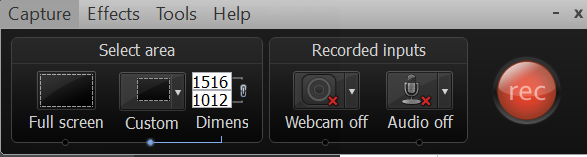 Capture Effects Tools Help - x
Select area Recorded inputs
1516
1012
rec
Full screen Custom Dimens Webcam off Audio off